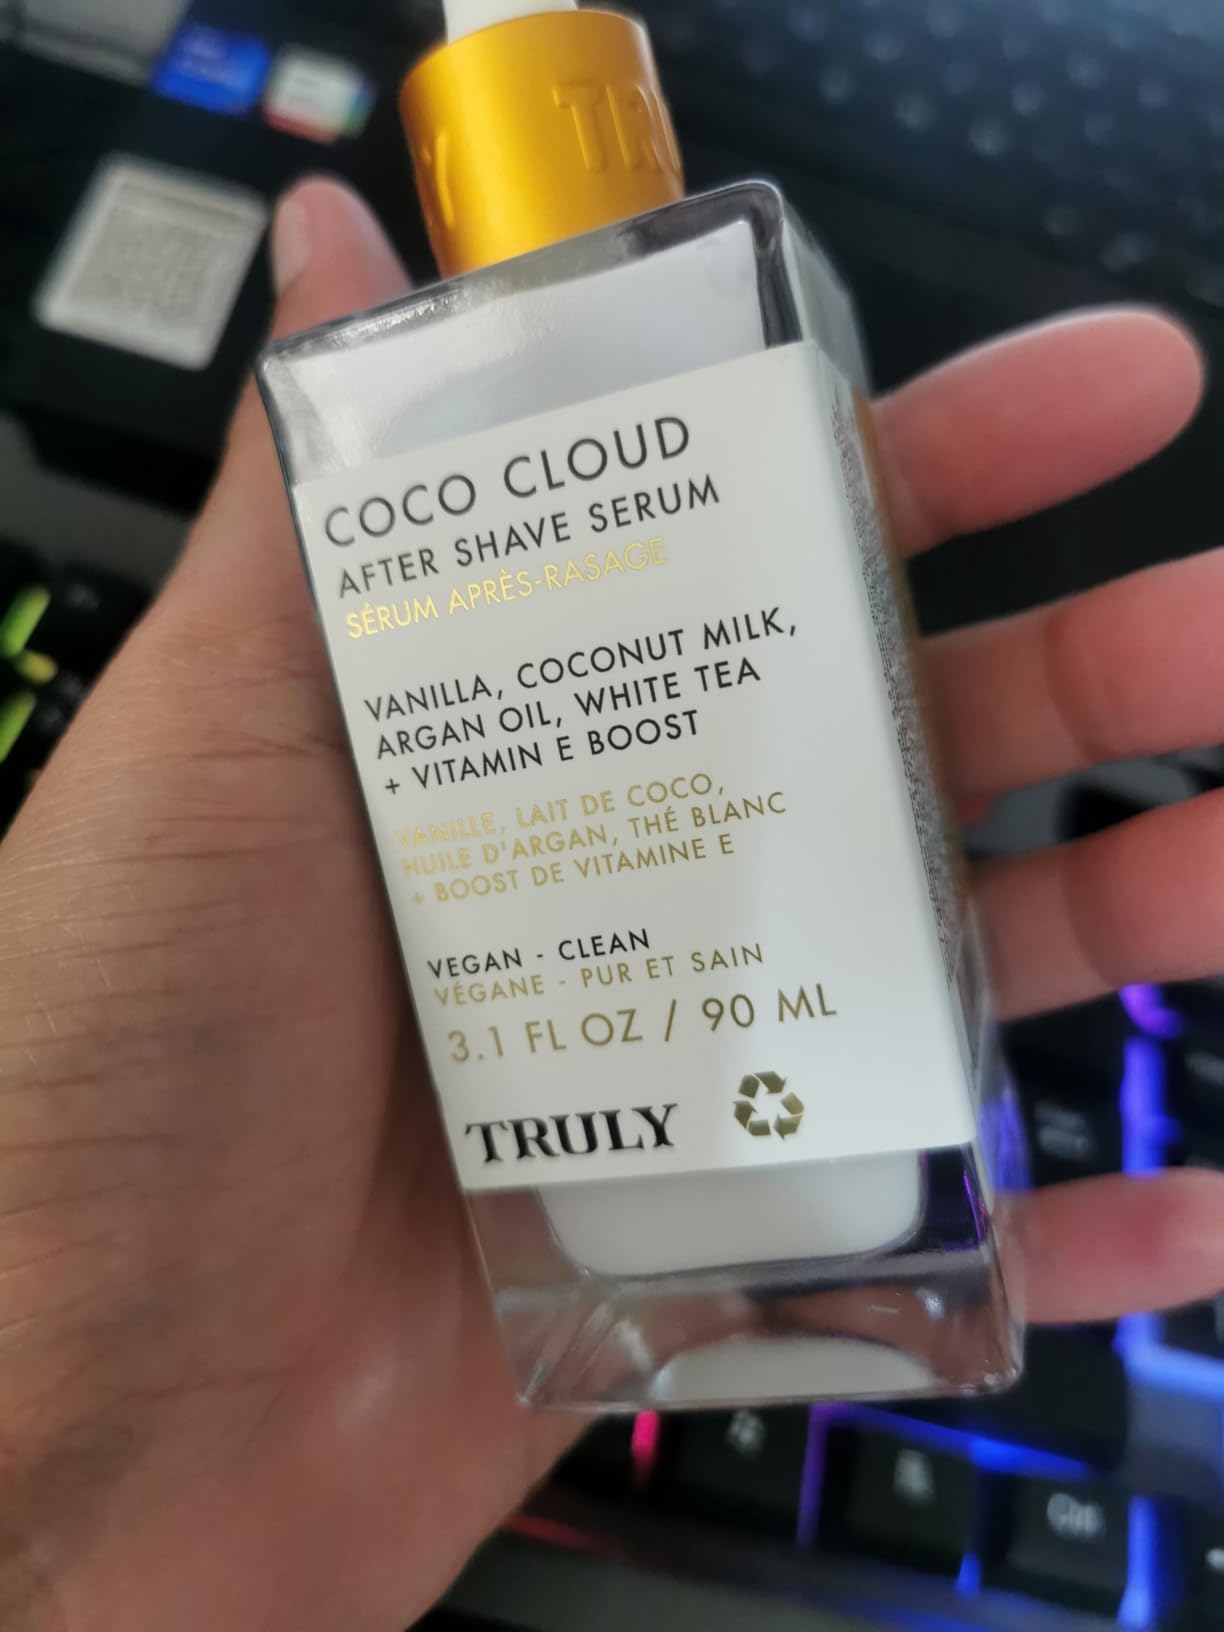 TRU
Y
COCO CLOUD
AFTER SHAVE SERUM
SÉRUM APRÈS-RASAGE
VANILLA, COCONUT MILK,
ARGAN OIL, WHITE TEA
+ VITAMIN E BOOST
VANILLE, LAIT DE COCO,
HUILE D'ARGAN, THÉ BLANC
+ BOOST DE VITAMINE E
VEGAN - CLEAN
VÉGANE - PUR ET SAIN
3.1 FL OZ / 90 ML
TRULY
Ctrl